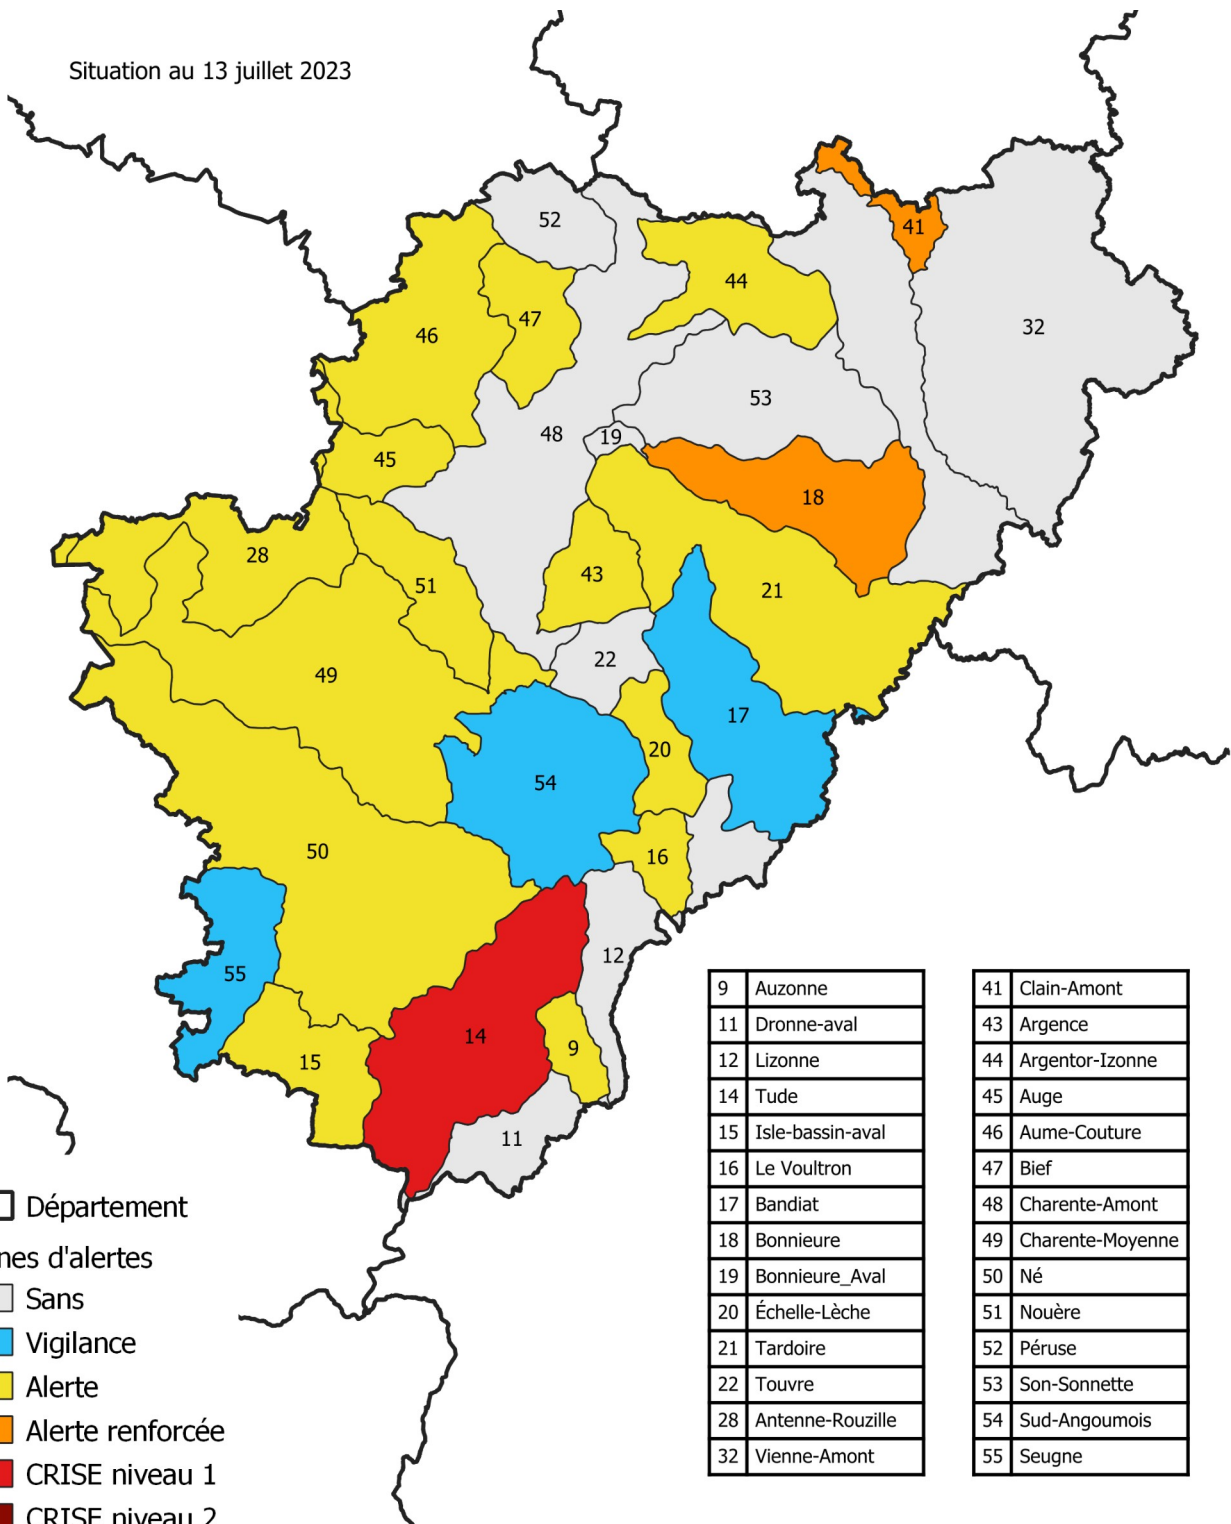 Situation au 13 juillet 2023
52
41
44
47
46
32
53
48
19
45
18
28
43
51
21
22
49
17
20
54
50
16
12
55
14
9
15
11
9 Auzonne
11 Dronne-aval
12 Lizonne
14 Tude
15 Isle-bassin-aval
16 Le Voultron
17 Bandiat
18 Bonnieure
19 Bonnieure_Aval
20 Échelle-Lèche
21 Tardoire
22 Touvre
28 Antenne-Rouzille
32 Vienne-Amont
41 Clain-Amont
43 Argence
44 Argentor-Izonne
45 Auge
46 Aume-Couture
47 Bief
48 Charente-Amont
49 Charente-Moyenne
50 Né
51 Nouère
52 Péruse
53 Son-Sonnette
54 Sud-Angoumois
55 Seugne
Département
nes d'alertes
Sans
Vigilance
Alerte
Alerte renforcée
CRISE niveau 1
CRISE niveau 2